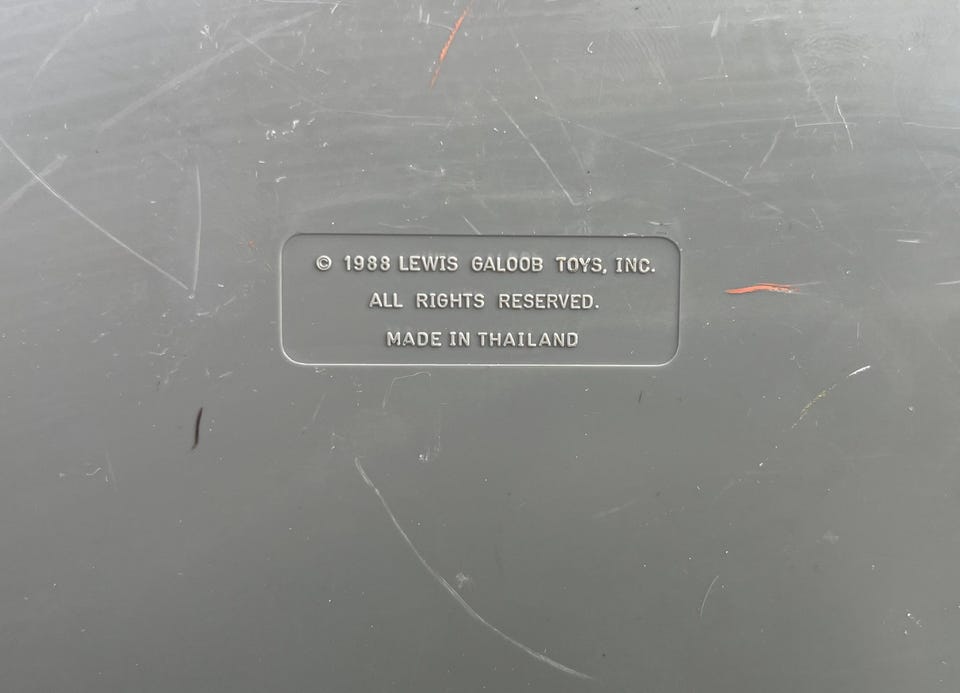 © 1988 LEWIS GALOOB TOYS, INC.
ALL RIGHTS RESERVED.
MADE IN THAILAND